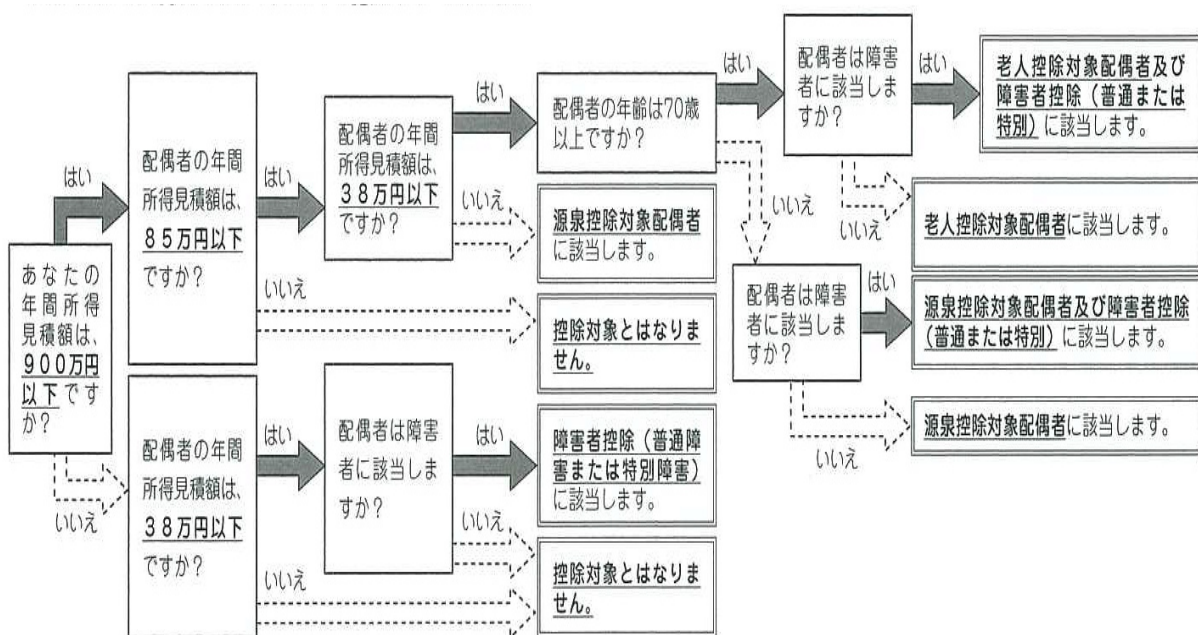 あなたの
年間所得
見積額は、
900万円
以下ですか？
はい
いいえ
配偶者の年間
所得見積額は、
85万円以下
ですか？
はい
いいえ
配偶者の年間
所得見積額は、
38万円以下
ですか？
はい
いいえ
配偶者の年間
所得見積額は、
38万円以下
ですか？
はい
いいえ
配偶者は障害
者に該当しま
すか？
はい
いいえ
配偶者の年齢は70歳
以上ですか？
はい
いいえ
源泉控除対象配偶者
に該当します。
控除対象とはなりま
せん。
障害者控除（普通障
害または特別障害）
に該当します。
控除対象とはなりま
せん。
配偶者は障害
者に該当しま
すか？
はい
いいえ
配偶者は障害
者に該当しま
すか？
はい
いいえ
老人控除対象配偶者及び
障害者控除（普通または
特別）に該当します。
老人控除対象配偶者に該当します。
源泉控除対象配偶者及び障害者控除
（普通または特別）に該当します。
源泉控除対象配偶者に該当します。